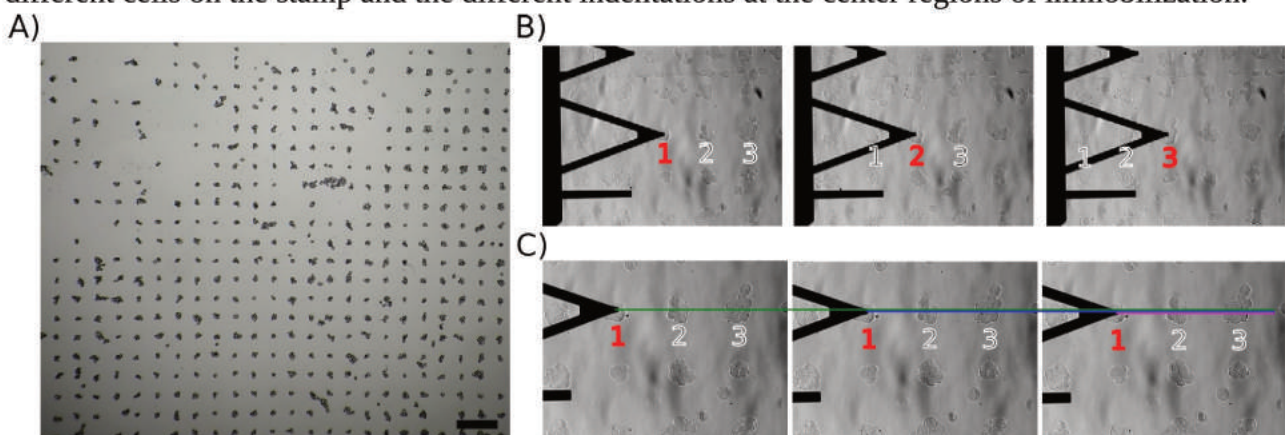 different cells on the stamp and the different indentations at the center regions of immobilization.
A)
B)
1 2 3
1 2 3
1 2 3
C)
1 2 3
1 2 3
1 2 3